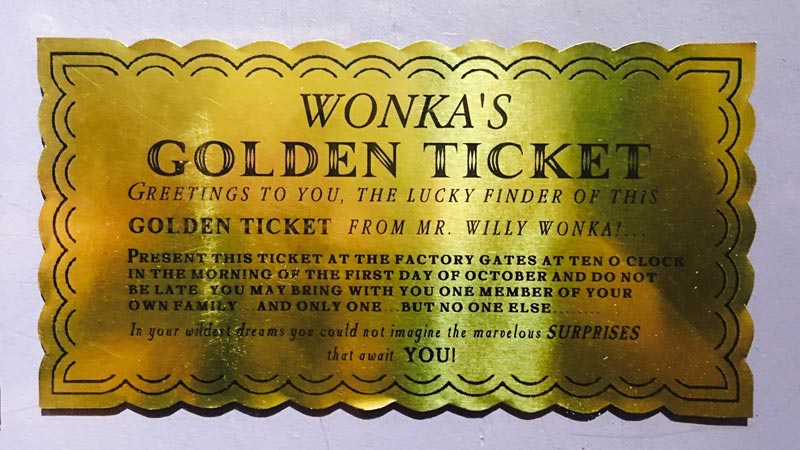 WONKA'S
GOLDEN TICKET
GREETINGS TO YOU, THE LUCKY FINDER OF THiS
GOLDEN TICKET FROM MR. WILLY WONKA!...
PRESENT THIS TICKET AT THE FACTORY GATES AT TEN O CLOCK
IN THE MORNING OF THE FIRST DAY OF OCTOBER AND DO NOT
BE LATE YOU MAY BRING WITH YOU ONE MEMBER OF YOUR
OWN FAMILY...AND ONLY ONE...BUT NO ONE ELSE.........
In your wildest dreams you could not imagine the marvelous SURPRISES
that await YOU!